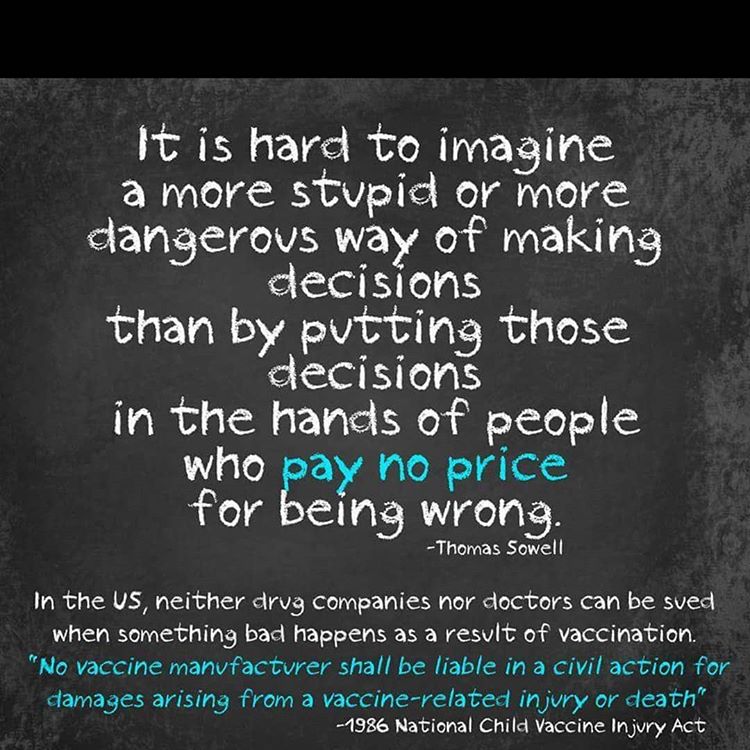 It is hard to imagine
a more stupid or more
dangerous way of making
decisions
than by putting those
decisions
in the hands of people
who pay no price
for being wrong.
-Thomas Sowell
In the US, neither drug companies nor doctors can be sued
when something bad happens as a result of vaccination.
"No vaccine manufacturer shall be liable in a civil action for
damages arising from a vaccine-related injury or death"
-1986 National Child Vaccine Injury Act